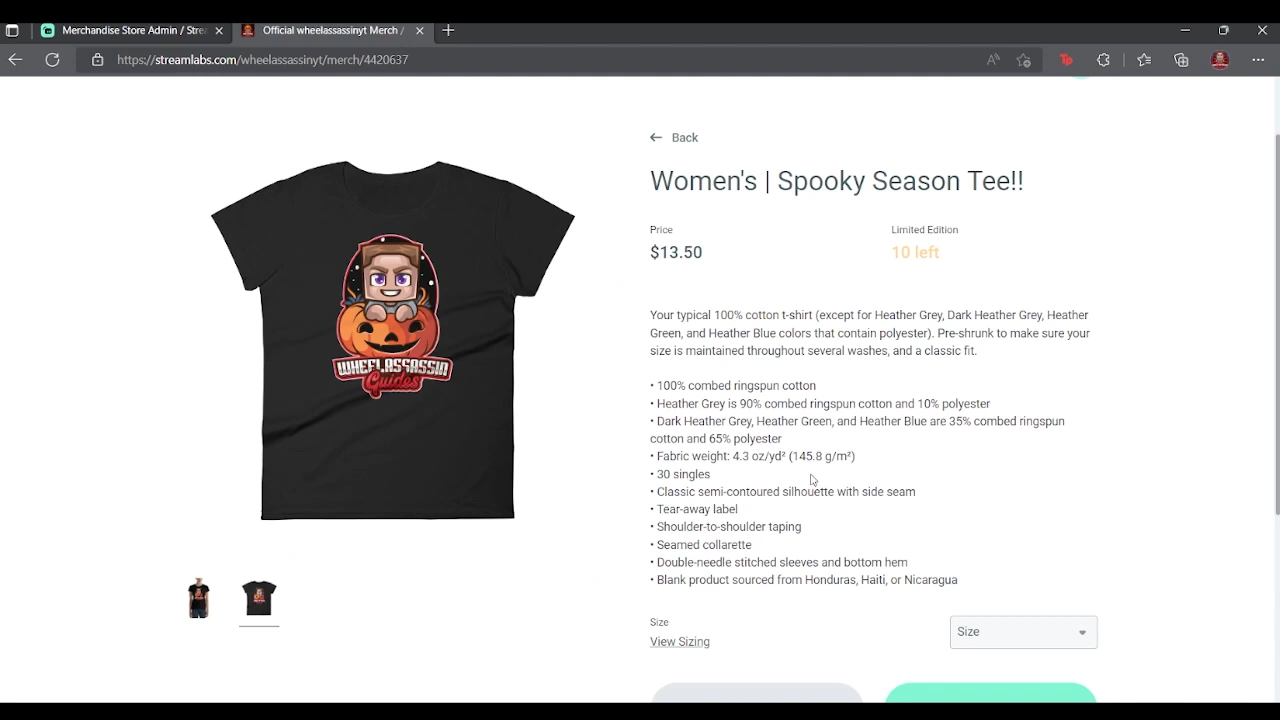 Merchandise Store Admin / Stre
Official wheelassassinyt Merch /
https://streamlabs.com/wheelassassinyt/merch/4420637
Back
Women's | Spooky Season Tee!!
Price
Limited Edition
$13.50
10 left
Your typical 100% cotton t-shirt (except for Heather Grey, Dark Heather Grey, Heather
Green, and Heather Blue colors that contain polyester). Pre-shrunk to make sure your
size is maintained throughout several washes, and a classic fit.
• 100% combed ringspun cotton
• Heather Grey is 90% combed ringspun cotton and 10% polyester
• Dark Heather Grey, Heather Green, and Heather Blue are 35% combed ringspun
cotton and 65% polyester
• Fabric weight: 4.3 oz/yd² (145.8 g/m²)
• 30 singles
• Classic semi-contoured silhouette with side seam
• Tear-away label
• Shoulder-to-shoulder taping
• Seamed collarette
• Double-needle stitched sleeves and bottom hem
• Blank product sourced from Honduras, Haiti, or Nicaragua
Size
View Sizing
Size
WHEELASSASSIN
Guides